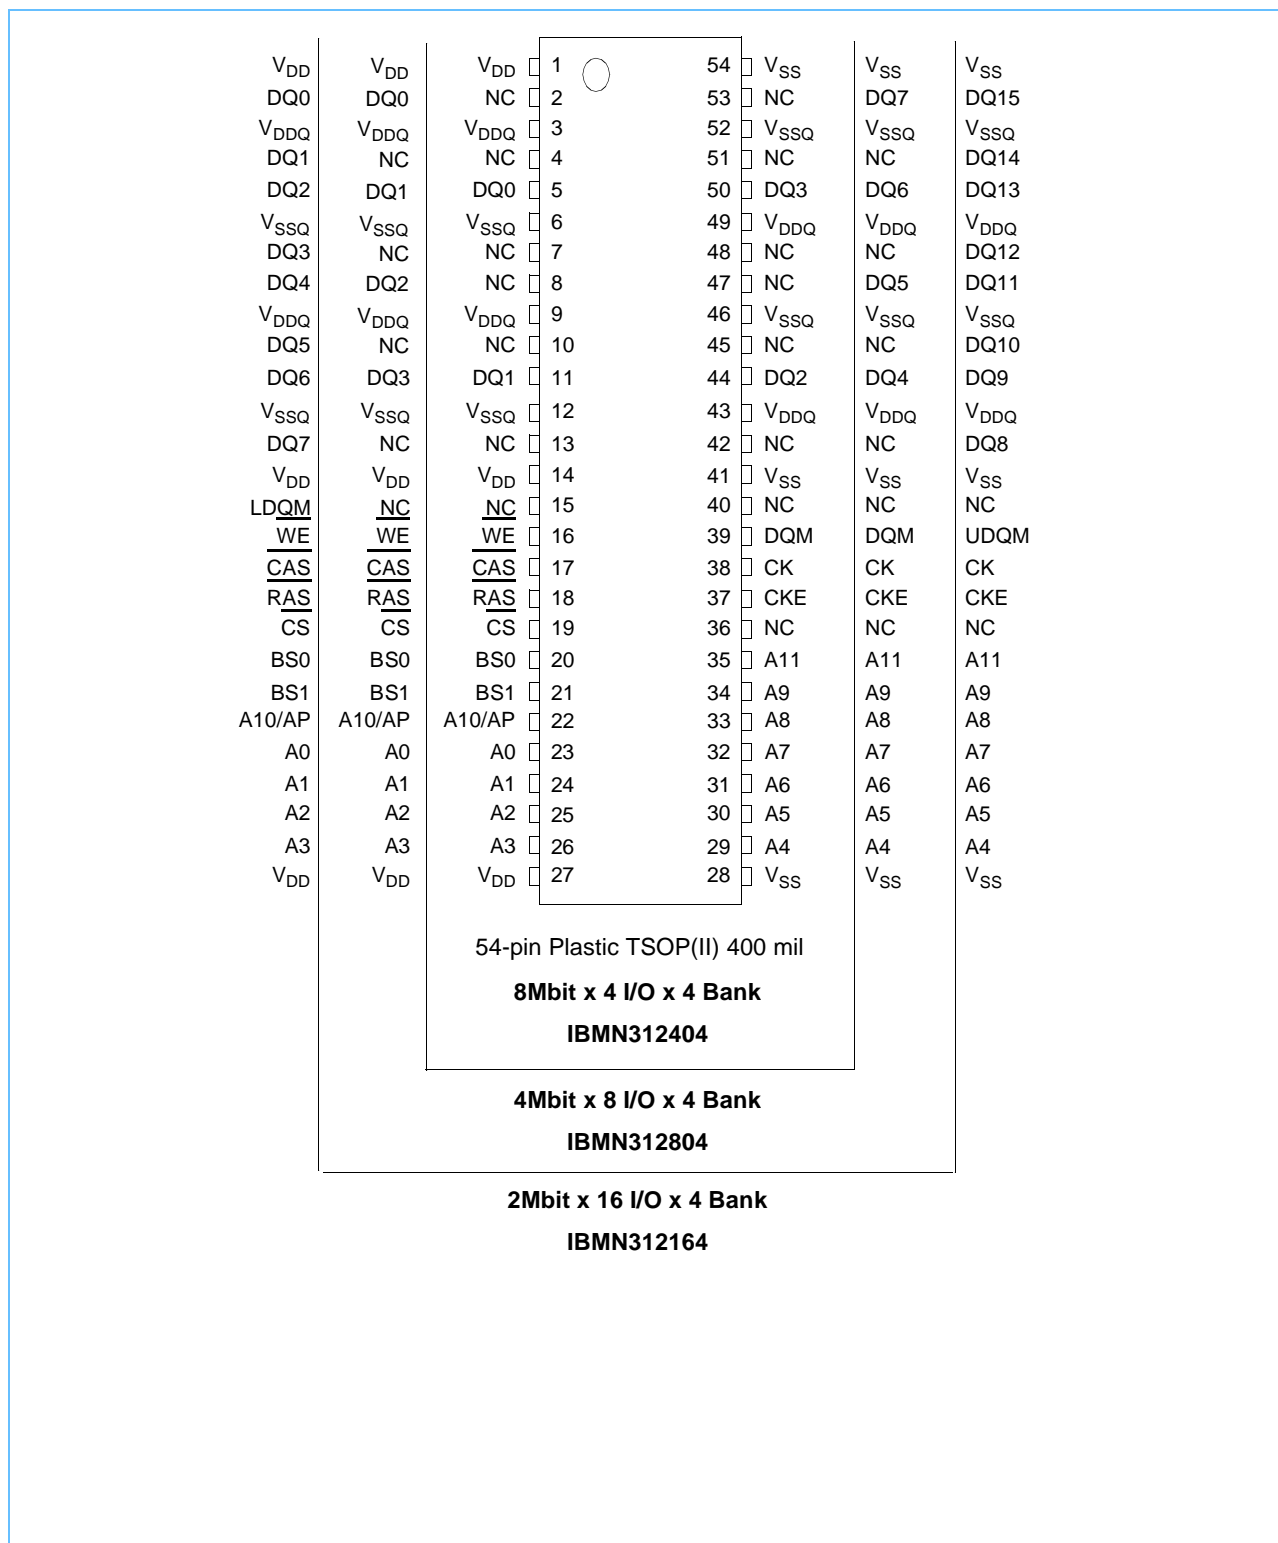 VDD VDD VDD 1 54 VSS VSS VSS
DQ0 DQ0 NC 2 53 NC DQ7 DQ15
VDDQ VDDQ VDDQ 3 52 VSSQ VSSQ VSSQ
DQ1 NC NC 4 51 NC NC DQ14
DQ2 DQ1 DQ0 5 50 DQ3 DQ6 DQ13
VSSQ VSSQ VSSQ 6 49 VDDQ VDDQ VDDQ
DQ3 NC NC 7 48 NC NC DQ12
DQ4 DQ2 NC 8 47 NC DQ5 DQ11
VDDQ VDDQ VDDQ 9 46 VSSQ VSSQ VSSQ
DQ5 NC NC 10 45 NC NC DQ10
DQ6 DQ3 DQ1 11 44 DQ2 DQ4 DQ9
VSSQ VSSQ VSSQ 12 43 VDDQ VDDQ VDDQ
DQ7 NC NC 13 42 NC NC DQ8
VDD VDD VDD 14 41 VSS VSS VSS
LDQM NC NC 15 40 NC NC NC
WE WE WE 16 39 DQM DQM UDQM
CAS CAS CAS 17 38 CK CK CK
RAS RAS RAS 18 37 CKE CKE CKE
CS CS CS 19 36 NC NC NC
BS0 BS0 BS0 20 35 A11 A11 A11
BS1 BS1 BS1 21 34 A9 A9 A9
A10/AP A10/AP A10/AP 22 33 A8 A8 A8
A0 A0 A0 23 32 A7 A7 A7
A1 A1 A1 24 31 A6 A6 A6
A2 A2 A2 25 30 A5 A5 A5
A3 A3 A3 26 29 A4 A4 A4
VDD VDD VDD 27 28 VSS VSS VSS
54-pin Plastic TSOP(II) 400 mil
8Mbit x 4 I/O x 4 Bank
IBMN312404
4Mbit x 8 I/O x 4 Bank
IBMN312804
2Mbit x 16 I/O x 4 Bank
IBMN312164